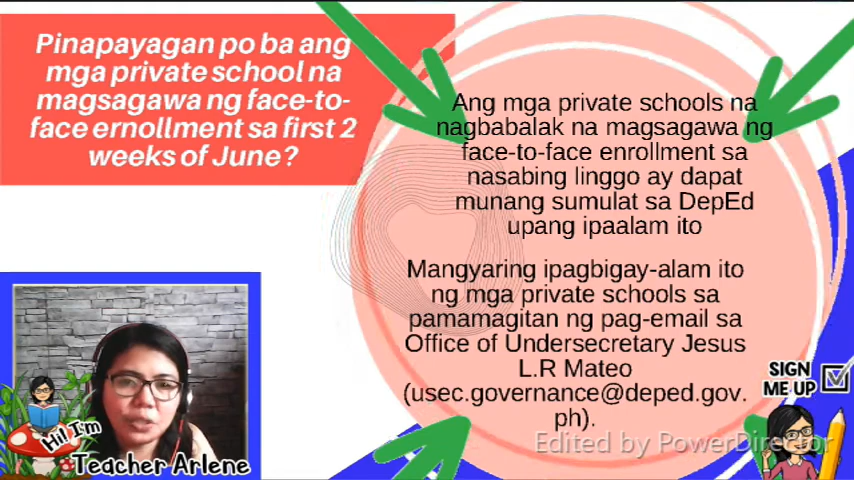 Pinapayagan po ba ang
mga private school na
magsagawa ng face-to-
face ernollment sa first 2
weeks of June?
Ang mga private schools na
nagbabalak na magsagawa ng
face-to-face enrollment sa
nasabing linggo ay dapat
munang sumulat sa DepEd
upang ipaalam ito
Mangyaring ipagbigay-alam ito
ng mga private schools sa
pamamagitan ng pag-email sa
Office of Undersecretary Jesus
L.R Mateo
(usec.governance@deped.gov.
ph).
Hi! I'm
Teacher Arlene
SIGN
ME UP
Edited by PowerDirector